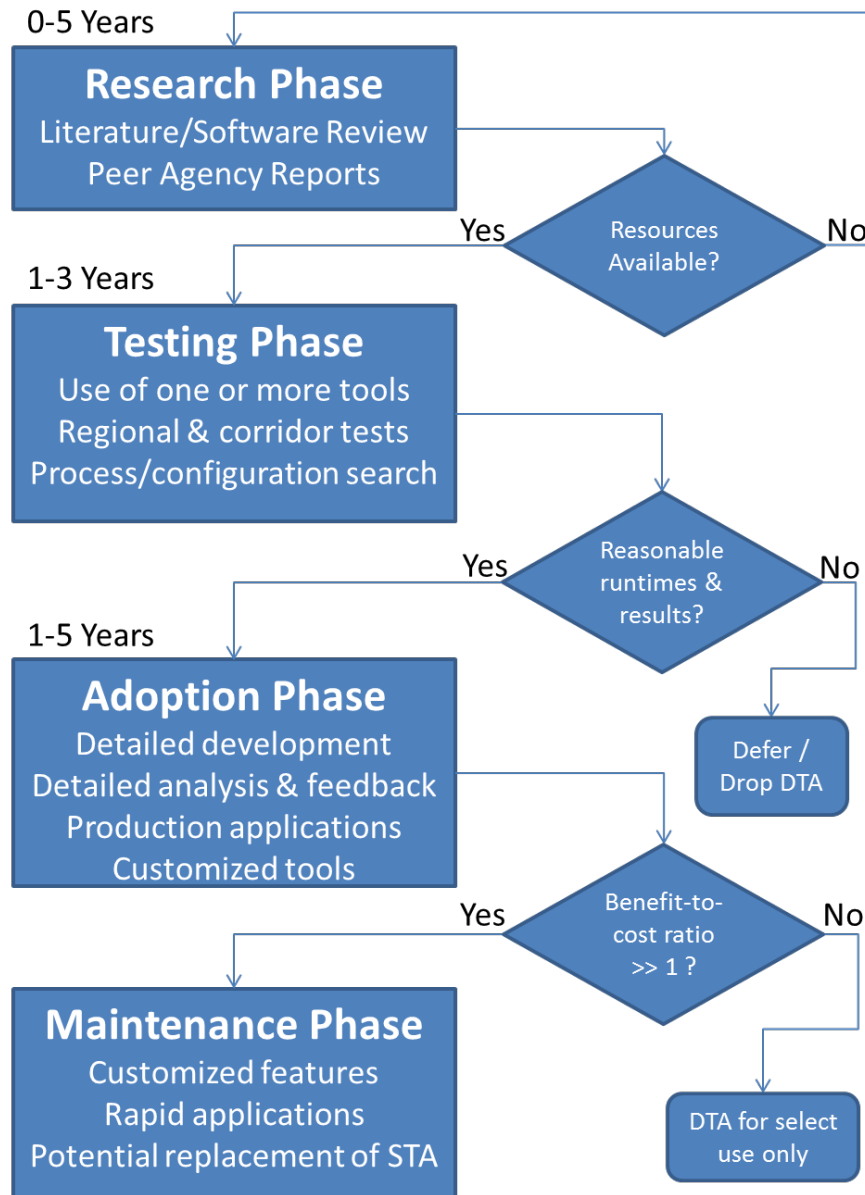 0-5 Years
Research Phase
Literature/Software Review
Peer Agency Reports
Resources
Available?
Yes
No
1-3 Years
Testing Phase
Use of one or more tools
Regional & corridor tests
Process/configuration search
Reasonable
runtimes &
results?
Yes
No
Defer /
Drop DTA
1-5 Years
Adoption Phase
Detailed development
Detailed analysis & feedback
Production applications
Customized tools
Benefit-to-
cost ratio
>> 1 ?
Yes
No
DTA for select
use only
Maintenance Phase
Customized features
Rapid applications
Potential replacement of STA